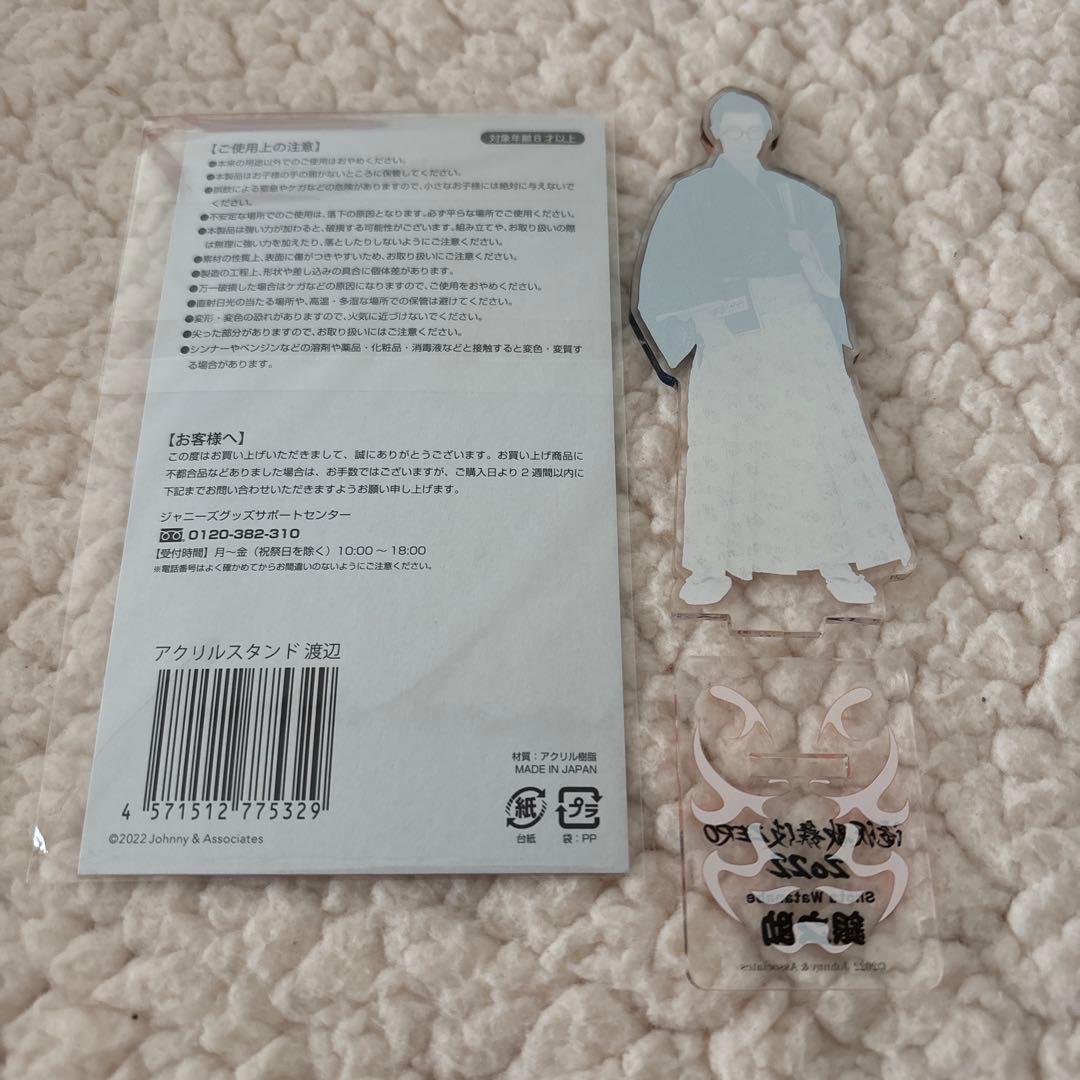 対象年齢6才以上
【ご使用上の注意】
●本来の用途以外でのご使用はおやめください。
●本製品はお子様の手の届かないところに保管してください。
●誤飲による窒息やケガなどの危険がありますので、小さなお子様には絶対に与えないで
ください。
●不安定な場所でのご使用は、落下の原因となります。必ず平らな場所でご使用ください。
●本製品は強い力が加わると、破損する可能性がございます。組み立てや、お取り扱いの際
は無理に強い力を加えたり、落としたりしないようにご注意ください。
●素材の性質上、表面に傷がつきやすいため、お取り扱いにご注意ください。
●製造の工程上、形状や差し込みの具合に個体差があります。
●万一破損した場合はケガなどの原因になりますので、ご使用をおやめください。
●直射日光の当たる場所や、高温・多湿な場所での保管は避けてください。
●変形・変色の恐れがありますので、火気に近づけないでください。
●尖った部分がありますので、お取り扱いにはご注意ください。
●シンナーやベンジンなどの溶剤や薬品・化粧品・消毒液などと接触すると変色・変質す
る場合があります。
【お客様へ】
この度はお買い上げいただきまして、誠にありがとうございます。お買い上げ商品に
不都合品などありました場合は、お手数ではございますが、ご購入日より2週間以内に
下記までお問い合わせいただきますようお願い申し上げます。
ジャニーズグッズサポートセンター
0120-382-310
【受付時間】月〜金（祝祭日を除く）10:00〜18:00
※電話番号はよく確かめてからお間違いのないようにご注意ください。
アクリルスタンド 渡辺
4 571512 775329
©2022 Johnny & Associates
材質：アクリル樹脂
MADE IN JAPAN
紙
台紙
プラ
袋：PP
滝沢歌舞伎ZERO
2022
Shota Watanabe
©2022 Johnny & Associates